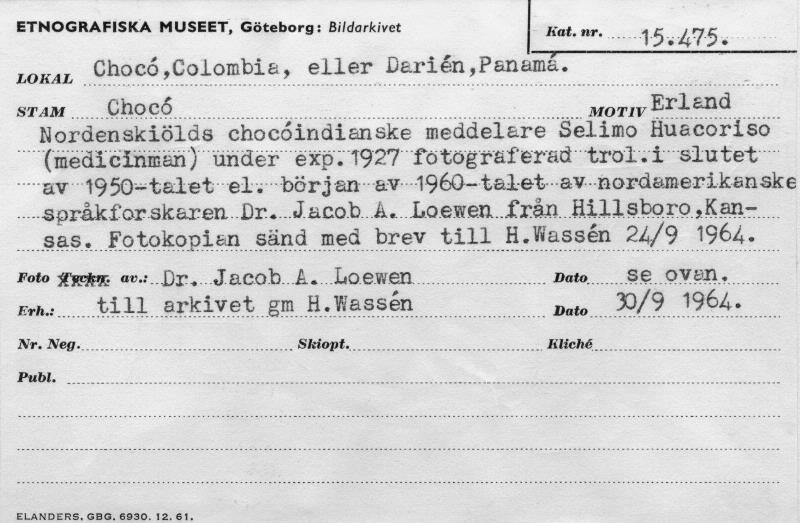 ETNOGRAFISKA MUSEET, Göteborg: Bildarkivet
Kat. nr. 15.475.
LOKAL Chocó,Colombia, eller Darién,Panamá.
STAM Chocó MOTIV Erland
Nordenskiölds chocóindianske meddelare Selimo Huacoriso
(medicinman) under exp.1927 fotograferad trol.i slutet
av 1950-talet el. början av 1960-talet av nordamerikanske
språkforskaren Dr. Jacob A. Loewen från Hillsboro,Kan-
sas. Fotokopian sänd med brev till H.Wassén 24/9 1964.
Foto av.: Dr. Jacob A. Loewen Dato se ovan.
Erh.: till arkivet gm H.Wassén Dato 30/9 1964.
Nr. Neg. Skiopt. Kliché
Publ.
ELANDERS, GBG. 6930. 12. 61.